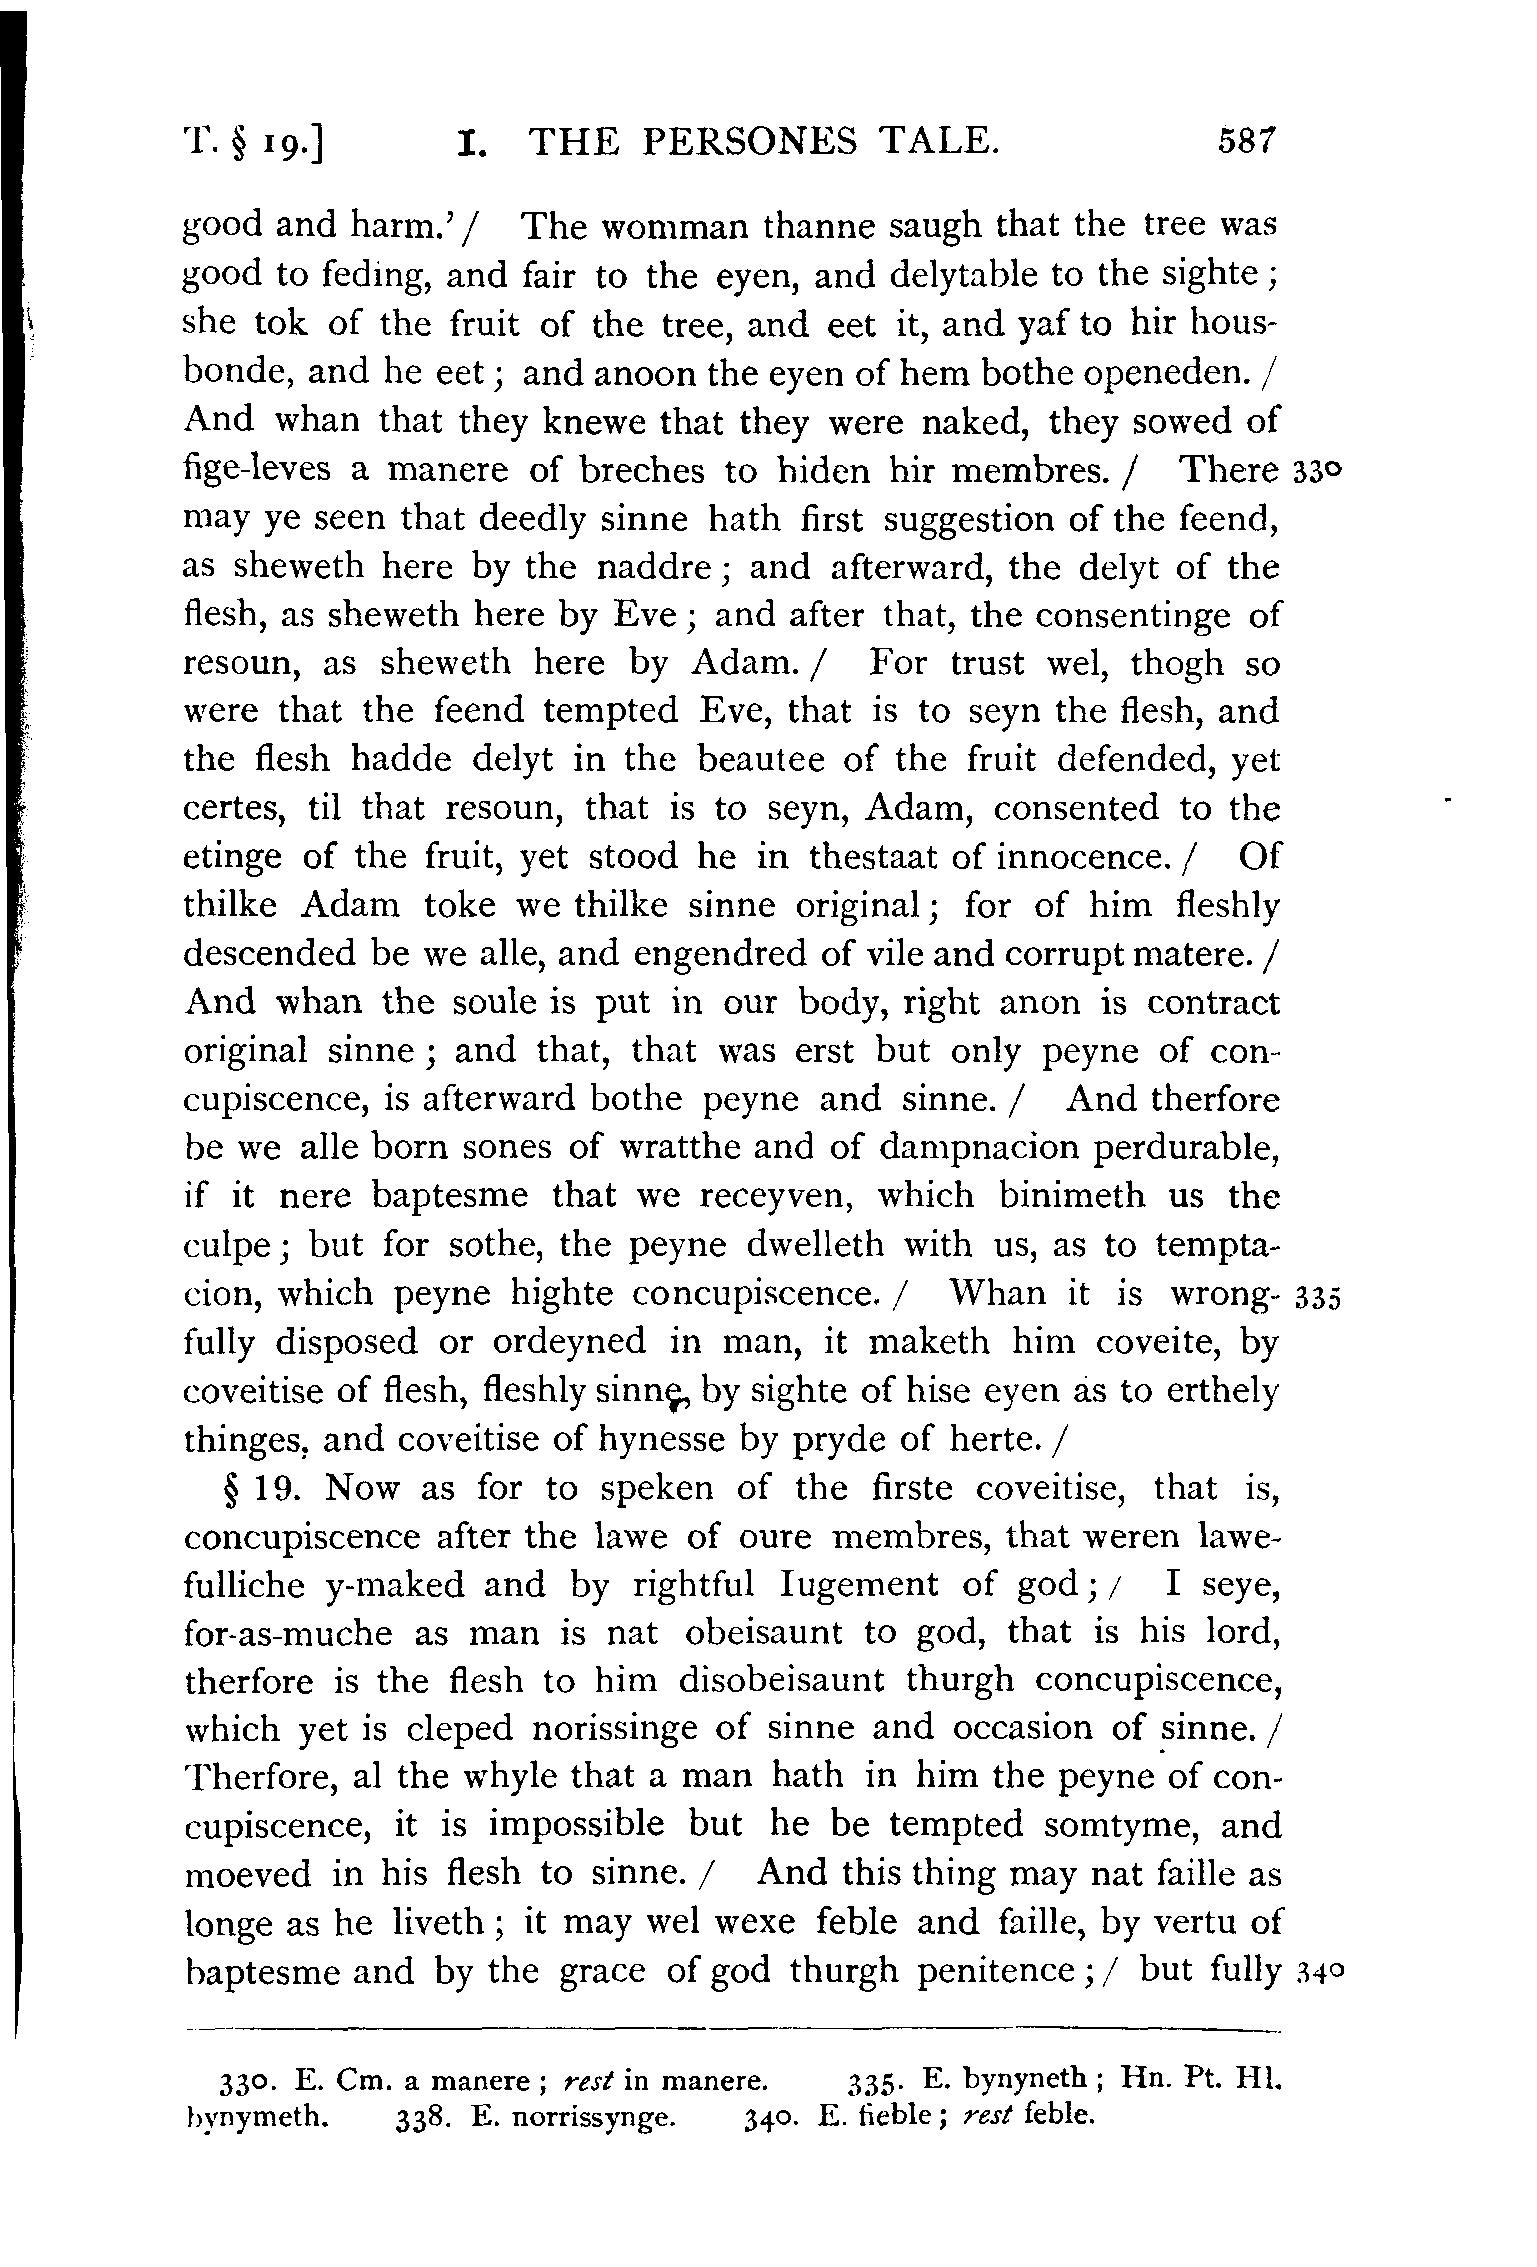 T. § 19.] I. THE PERSONES TALE. 587
good and harm.’ / The womman thanne saugh that the tree was
good to feding, and fair to the eyen, and delytable to the sighte ;
she tok of the fruit of the tree, and eet it, and yaf to hir hous-
bonde, and he eet ; and anoon the eyen of hem bothe openeden. /
And whan that they knewe that they were naked, they sowed of
fige-leves a manere of breches to hiden hir membres. / There 330
may ye seen that deedly sinne hath first suggestion of the feend,
as sheweth here by the naddre ; and afterward, the delyt of the
flesh, as sheweth here by Eve ; and after that, the consentinge of
resoun, as sheweth here by Adam. / For trust wel, thogh so
were that the feend tempted Eve, that is to seyn the flesh, and
the flesh hadde delyt in the beautee of the fruit defended, yet
certes, til that resoun, that is to seyn, Adam, consented to the
etinge of the fruit, yet stood he in thestaat of innocence. / Of
thilke Adam toke we thilke sinne original ; for of him fleshly
descended be we alle, and engendred of vile and corrupt matere. /
And whan the soule is put in our body, right anon is contract
original sinne ; and that, that was erst but only peyne of con-
cupiscence, is afterward bothe peyne and sinne. / And therfore
be we alle born sones of wratthe and of dampnacion perdurable,
if it nere baptesme that we receyven, which binimeth us the
culpe ; but for sothe, the peyne dwelleth with us, as to tempta-
cion, which peyne highte concupiscence. / Whan it is wrong- 335
fully disposed or ordeyned in man, it maketh him coveite, by
coveitise of flesh, fleshly sinne, by sighte of hise eyen as to erthely
thinges, and coveitise of hynesse by pryde of herte. /
§ 19. Now as for to speken of the firste coveitise, that is,
concupiscence after the lawe of oure membres, that weren lawe-
fulliche y-maked and by rightful Iugement of god ; / I seye,
for-as-muche as man is nat obeisaunt to god, that is his lord,
therfore is the flesh to him disobeisaunt thurgh concupiscence,
which yet is cleped norissinge of sinne and occasion of sinne. /
Therfore, al the whyle that a man hath in him the peyne of con-
cupiscence, it is impossible but he be tempted somtyme, and
moeved in his flesh to sinne. / And this thing may nat faille as
longe as he liveth ; it may wel wexe feble and faille, by vertu of
baptesme and by the grace of god thurgh penitence ; / but fully 340
330. E. Cm. a manere ; rest in manere. 335. E. bynyneth ; Hn. Pt. Hl.
bynymeth. 338. E. norrissynge. 340. E. fieble ; rest feble.